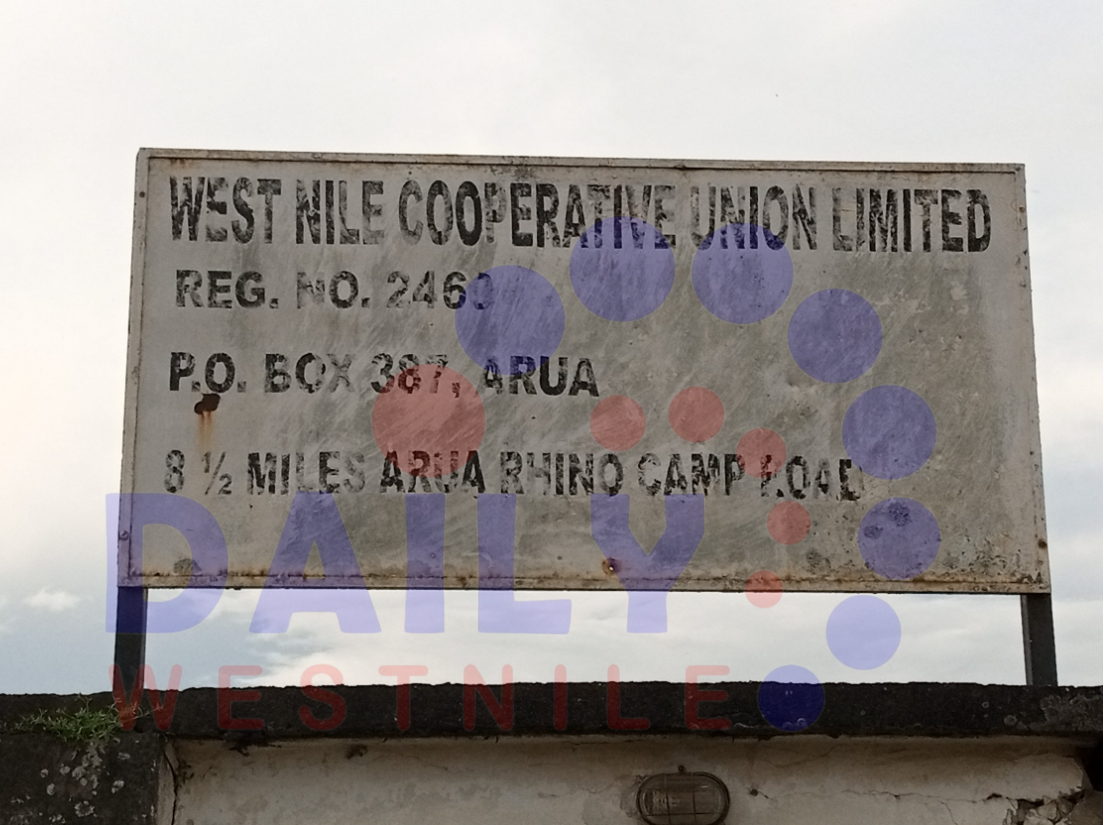 WEST NILE COOPERATIVE UNION LIMITED
REG. NO. 2460
P.O. BOX 387, ARUA
8 ½ MILES ARUA RHINO CAMP ROAD
DAILY
WESTNILE